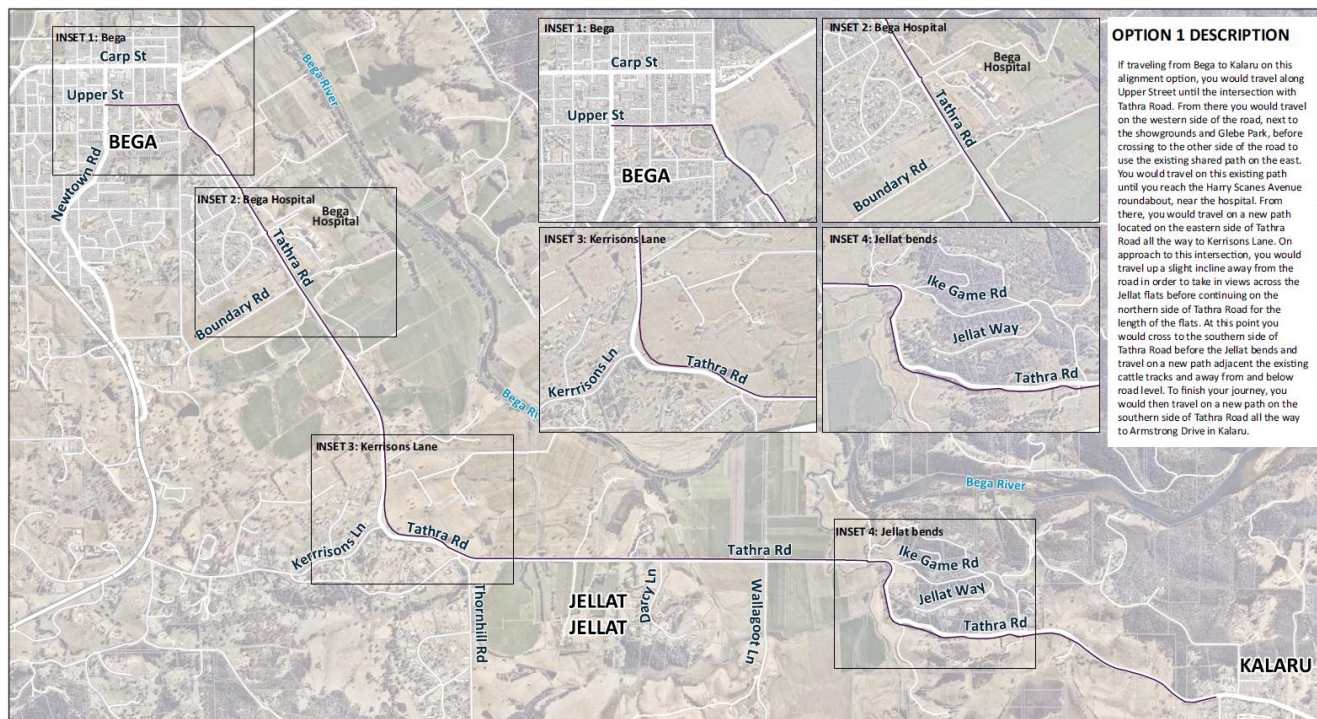 INSET 1: Bega
Carp St
Upper St
BEGA
Newtown Rd
Bega River
INSET 2: Bega Hospital
Bega
Hospital
Tathra Rd
Boundary Rd
INSET 3: Kerrisons Lane
Kerrrisons Ln
Tathra Rd
Thornhill Rd
JELLAT
JELLAT
Darcy Ln
Tathra Rd
Wallagoot Ln
Bega River
INSET 4: Jellat bends
Ike Game Rd
Jellat Way
Tathra Rd
KALARU
INSET 1: Bega
Carp St
Upper St
BEGA
INSET 2: Bega Hospital
Bega
Hospital
Tathra Rd
Boundary Rd
INSET 3: Kerrisons Lane
Kerrrisons Ln
Tathra Rd
INSET 4: Jellat bends
Ike Game Rd
Jellat Way
Tathra Rd
OPTION 1 DESCRIPTION
If traveling from Bega to Kalaru on this
alignment option, you would travel along
Upper Street until the intersection with
Tathra Road. From there you would travel
on the western side of the road, next to
the showgrounds and Glebe Park, before
crossing to the other side of the road to
use the existing shared path on the east.
You would travel on this existing path
until you reach the Harry Scanes Avenue
roundabout, near the hospital. From
there, you would travel on a new path
located on the eastern side of Tathra
Road all the way to Kerrisons Lane. On
approach to this intersection, you would
travel up a slight incline away from the
road in order to take in views across the
Jellat flats before continuing on the
northern side of Tathra Road for the
length of the flats. At this point you
would cross to the southern side of
Tathra Road before the Jellat bends and
travel on a new path adjacent the existing
cattle tracks and away from and below
road level. To finish your journey, you
would then travel on a new path on the
southern side of Tathra Road all the way
to Armstrong Drive in Kalaru.